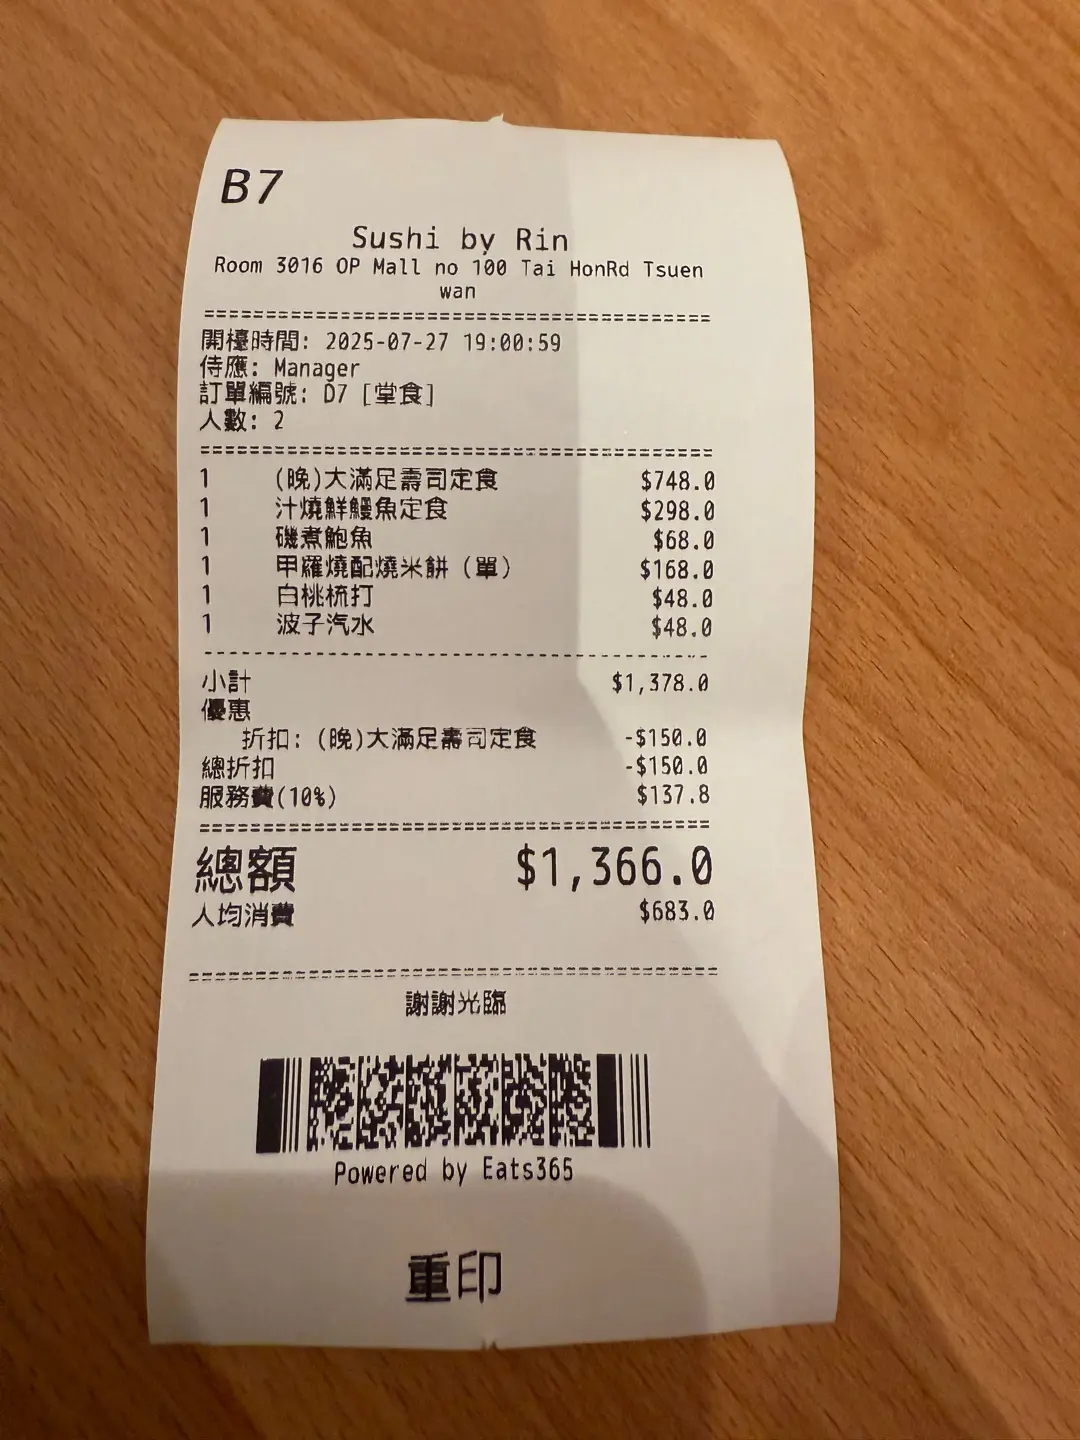 B7
Sushi by Rin
Room 3016 OP Mall no 100 Tai HonRd Tsuen
wan
開檯時間: 2025-07-27 19:00:59
侍應: Manager
訂單編號: D7 [堂食]
人數: 2
1 (晚)大滿足壽司定食 $748.0
1 汁燒鮮鰻魚定食 $298.0
1 磯煮鮑魚 $68.0
1 甲羅燒配燒米餅 (單) $168.0
1 白桃梳打 $48.0
1 波子汽水 $48.0
小計 $1,378.0
優惠
折扣: (晚)大滿足壽司定食 -$150.0
總折扣 -$150.0
服務費(10%) $137.8
總額 $1,366.0
人均消費 $683.0
謝謝光臨
Powered by Eats365
重印